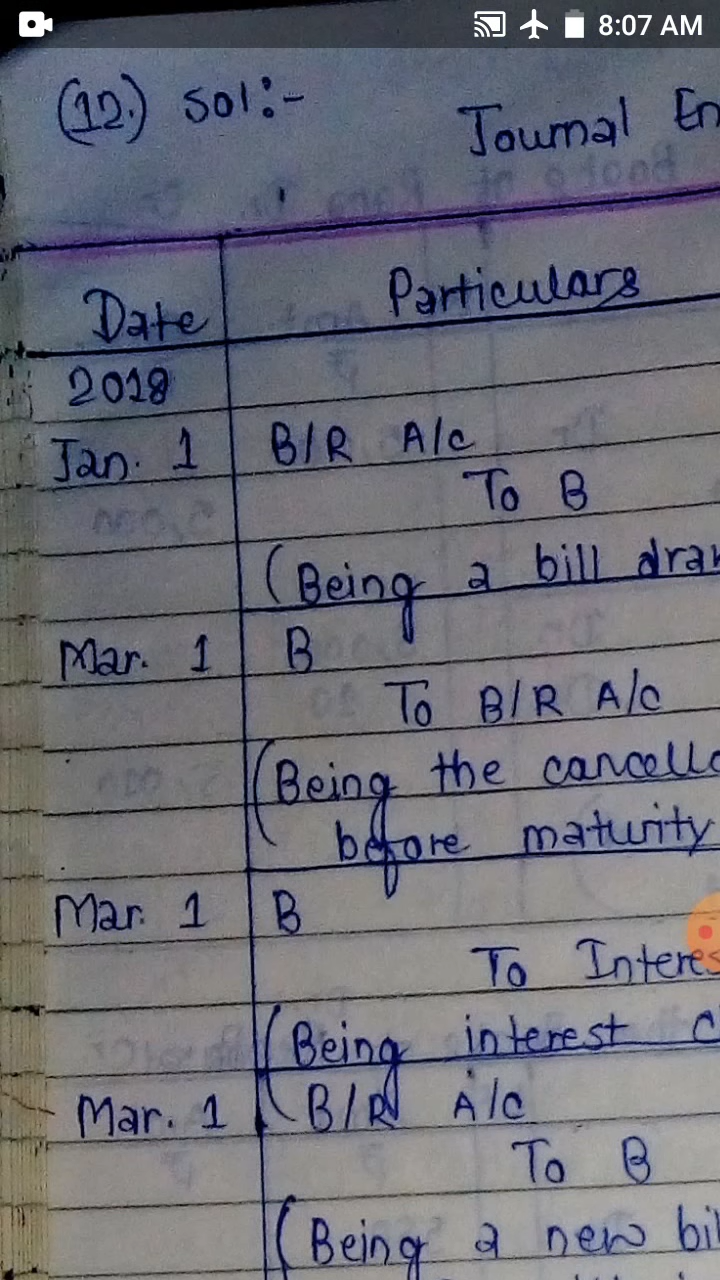 8:07 AM
(12.) Sol:-
Journal En
Date
Particulars
2018
Jan. 1 B/R A/c
To B
(Being a bill dra
Mar. 1 B
To B/R A/c
(Being the cancell
before maturity
Mar. 1 B
To Interes
(Being interest c
Mar. 1 B/R A/c
To B
(Being a new bil